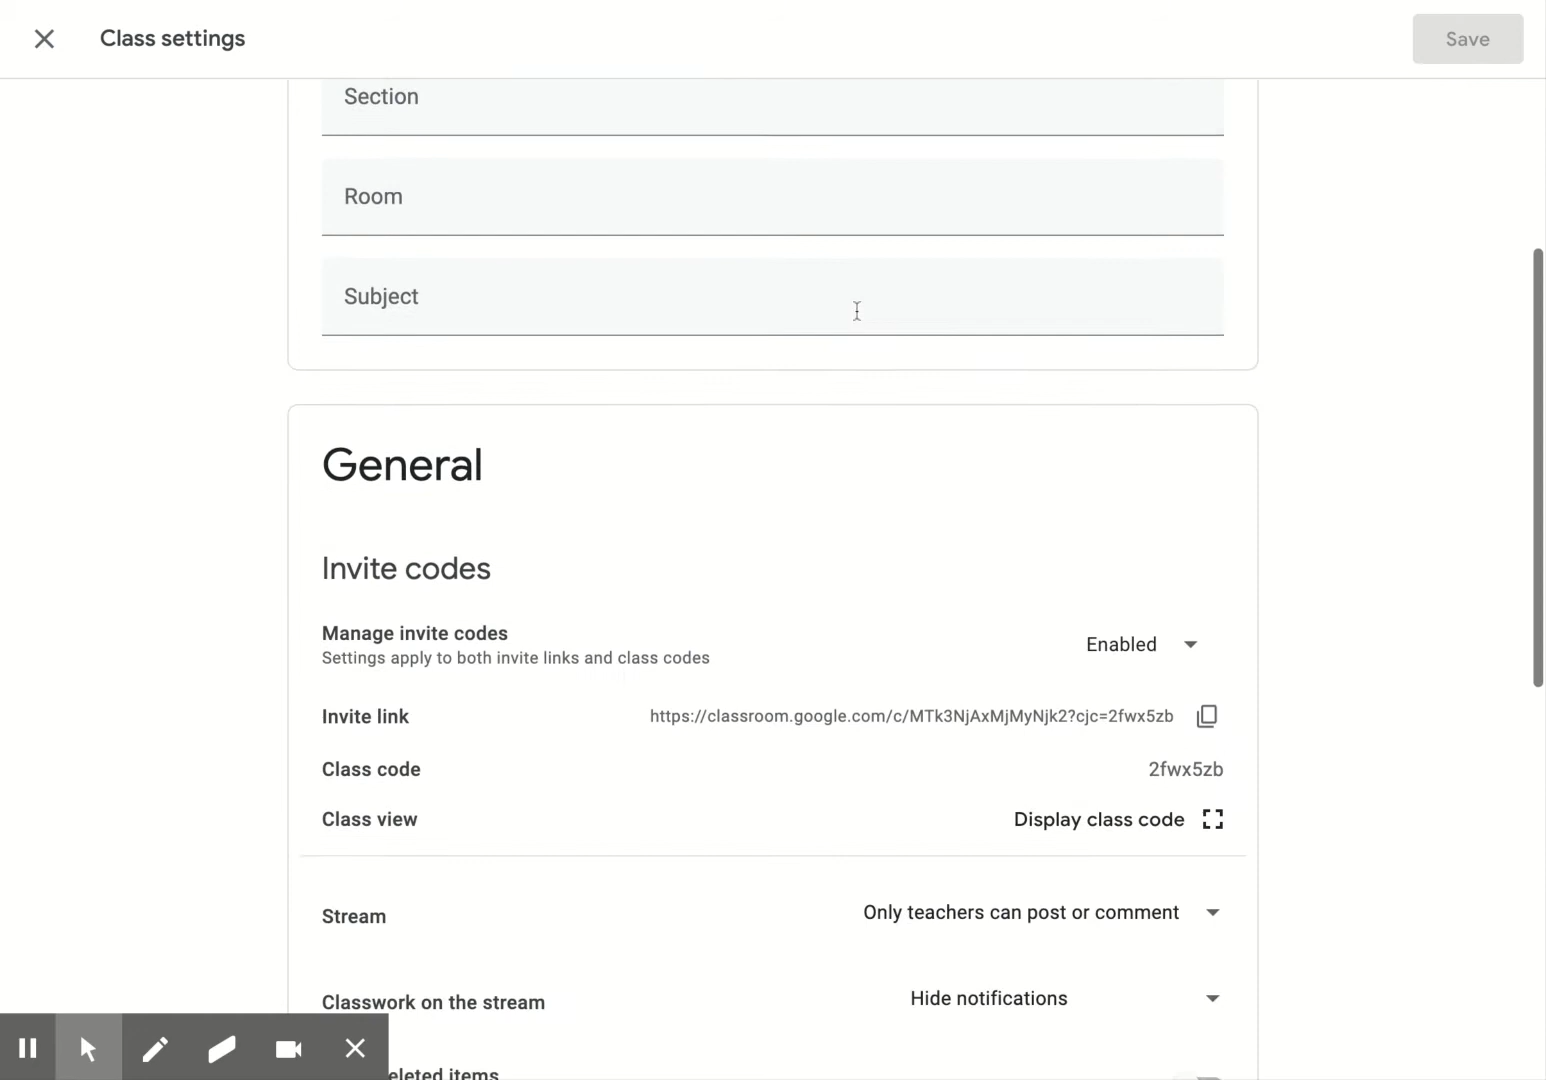 Class settings
Save
Section
Room
Subject
General
Invite codes
Manage invite codes
Settings apply to both invite links and class codes
Enabled
Invite link
https://classroom.google.com/c/MTk3NjAxMjMyNjk2?cjc=2fwx5zb
Class code
2fwx5zb
Class view
Display class code
Stream
Only teachers can post or comment
Classwork on the stream
Hide notifications
items